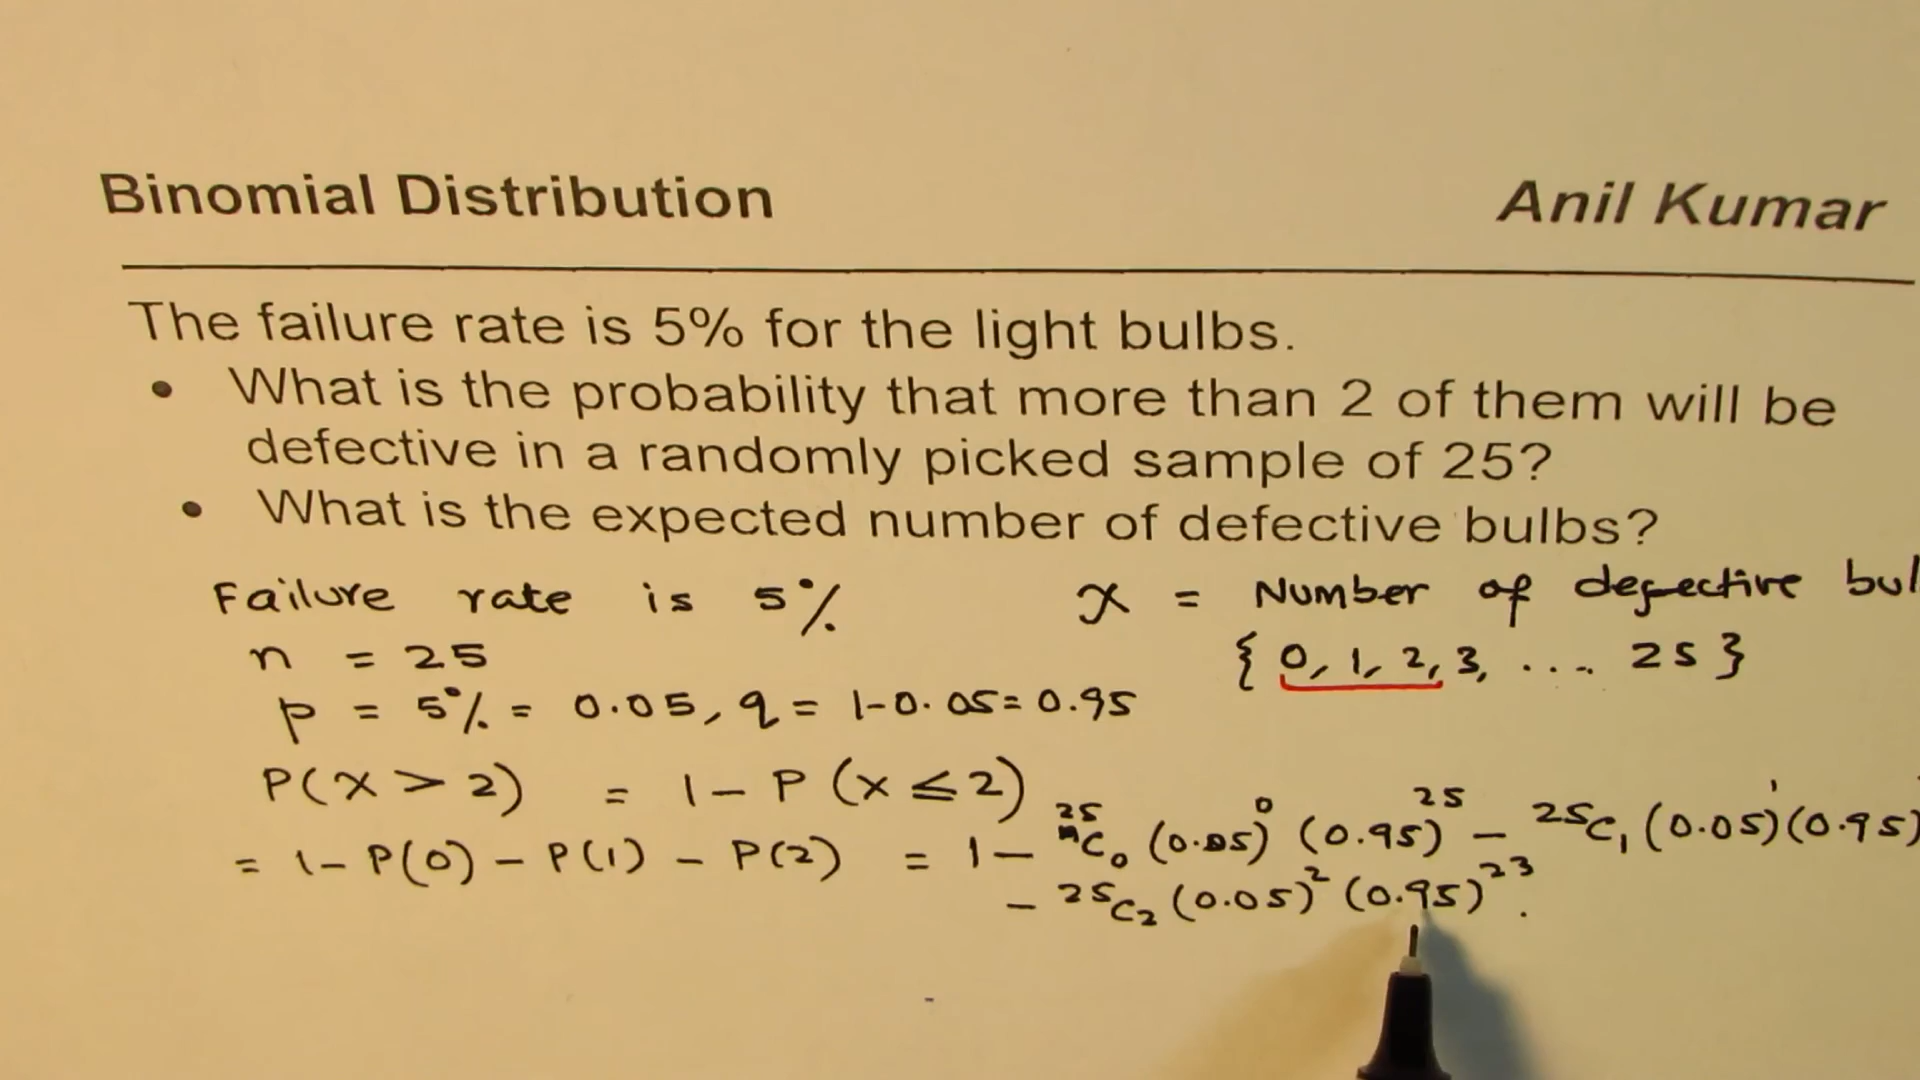 Binomial Distribution Anil Kumar
The failure rate is 5% for the light bulbs.
• What is the probability that more than 2 of them will be
defective in a randomly picked sample of 25?
• What is the expected number of defective bulbs?
Failure rate is 5% x = Number of defective bul
n = 25 { 0, 1, 2, 3, .... 25 }
p = 5% = 0.05, q = 1-0.05 = 0.95
P(x > 2) = 1 - P (x ≤ 2)
= 1 - P(0) - P(1) - P(2) = 1 - ²⁵C₀ (0.05)⁰ (0.95)²⁵ - 25C₁ (0.05)¹(0.95)
- 25C₂ (0.05)² (0.95)²³.